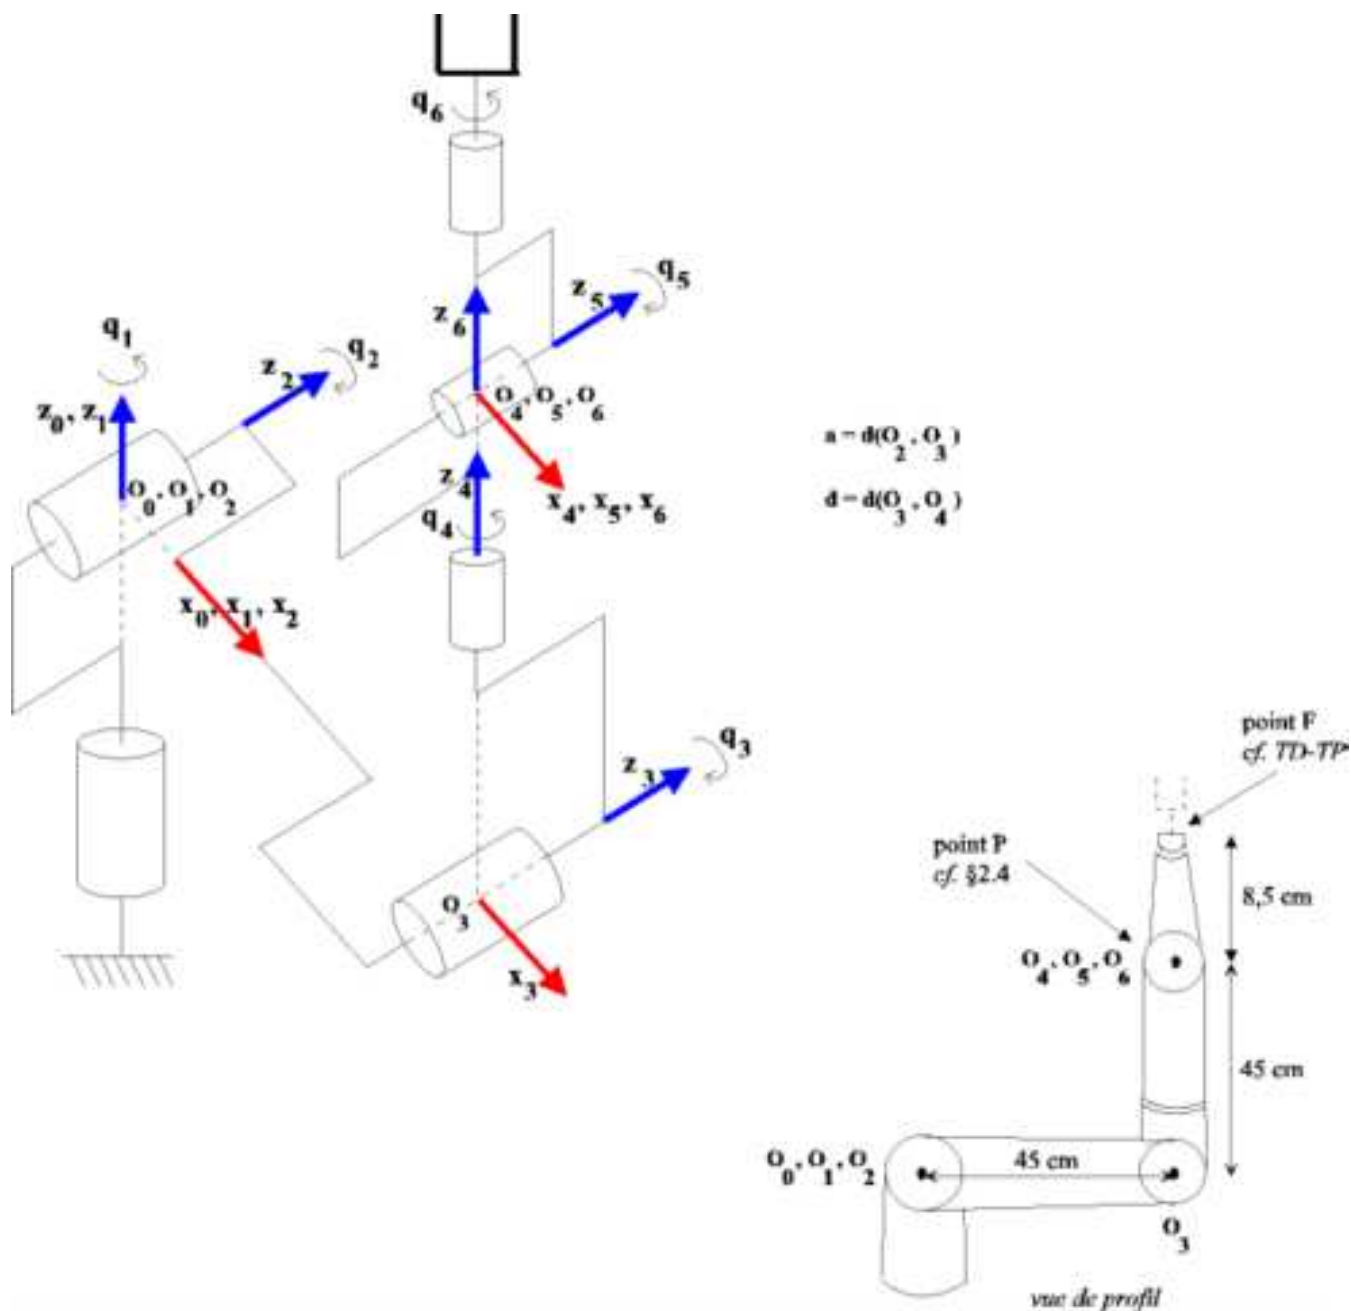 q6
q5
z5
z6
q1
q2
z2
O4, O5, O6
z0, z1
a = d(O2, O3)
z4
O0, O1, O2
x4, x5, x6
d = d(O3, O4)
q4
x0, x1, x2
q3
z3
point F
cf. TD-TP
point P
cf. §2.4
8,5 cm
O3
O4, O5, O6
x3
45 cm
O0, O1, O2
45 cm
O3
vue de profil